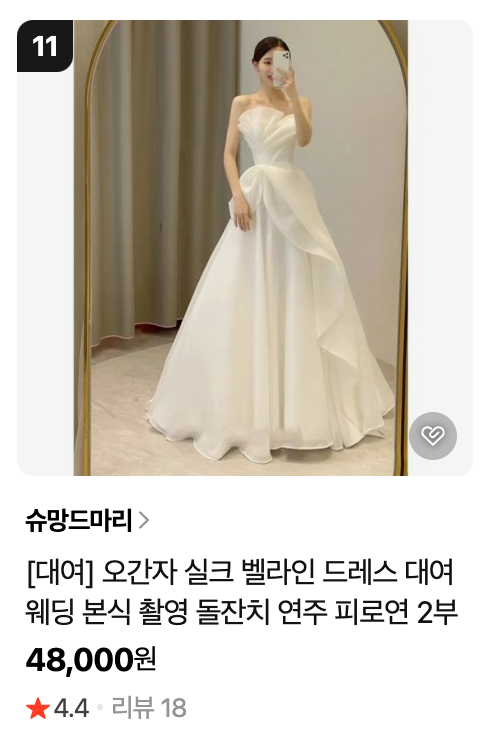 11
슈망드마리
[대여] 오간자 실크 벨라인 드레스 대여
웨딩 본식 촬영 돌잔치 연주 피로연 2부
48,000원
4.4 • 리뷰 18